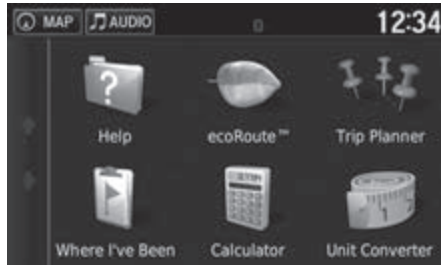 MAP AUDIO 12:34
Help ecoRoute™ Trip Planner
Where I've Been Calculator Unit Converter